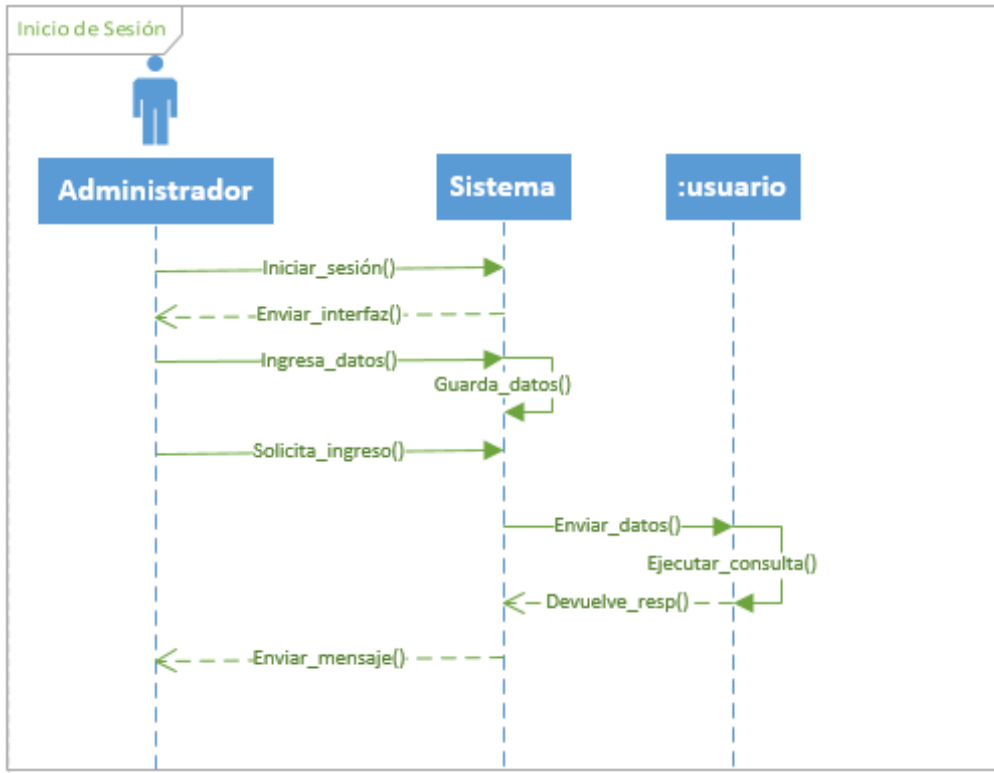 Inicio de Sesión
Administrador
Sistema
:usuario
Iniciar_sesión()
Enviar_interfaz()
Ingresa_datos()
Guarda_datos()
Solicita_ingreso()
Enviar_datos()
Ejecutar_consulta()
Devuelve_resp()
Enviar_mensaje()